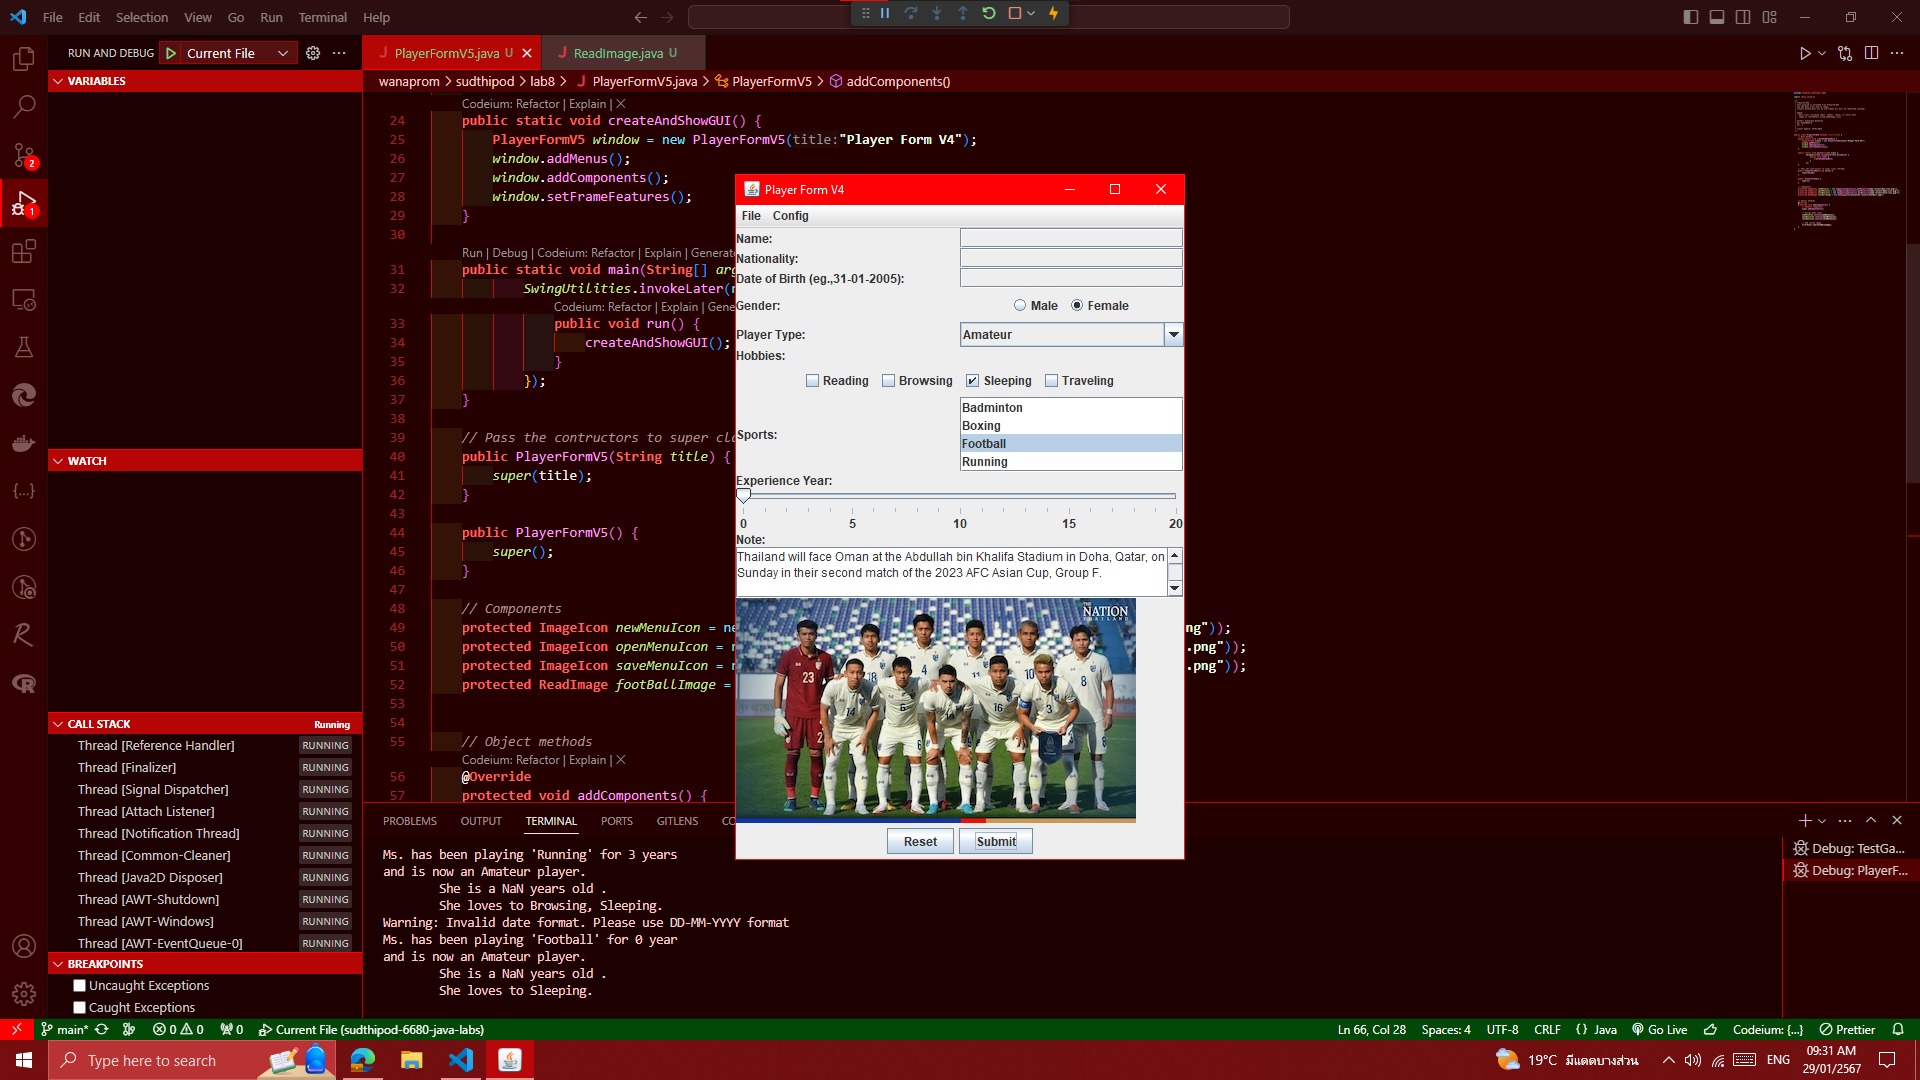 File Edit Selection View Go Run Terminal Help
RUN AND DEBUG Current File
PlayerFormV5.java U
ReadImage.java U
VARIABLES
wanaprom > sudthipod > lab8 > PlayerFormV5.java > PlayerFormV5 > addComponents()
Codeium: Refactor | Explain | X
24 public static void createAndShowGUI() {
25 PlayerFormV5 window = new PlayerFormV5(title:"Player Form V4");
26 window.addMenus();
27 window.addComponents();
28 window.setFrameFeatures();
29 }
30
Run | Debug | Codeium: Refactor | Explain | Generat
31 public static void main(String[] arg
32 SwingUtilities.invokeLater(
Codeium: Refactor | Explain | Gene
33 public void run() {
34 createAndShowGUI();
35 }
36 });
37 }
38
39 // Pass the contructors to super cl
40 public PlayerFormV5(String title) {
41 super(title);
42 }
43
44 public PlayerFormV5() {
45 super();
46 }
47
48 // Components
49 protected ImageIcon newMenuIcon = ne ng"));
50 protected ImageIcon openMenuIcon = n .png"));
51 protected ImageIcon saveMenuIcon = n .png"));
52 protected ReadImage footBallImage =
53
54
55 // Object methods
Codeium: Refactor | Explain | X
56 @Override
57 protected void addComponents() {
Player Form V4
File Config
Name:
Nationality:
Date of Birth (eg.,31-01-2005):
Gender: Male Female
Player Type: Amateur
Hobbies:
Reading Browsing Sleeping Traveling
Sports:
Badminton
Boxing
Football
Running
Experience Year:
0 5 10 15 20
Note:
Thailand will face Oman at the Abdullah bin Khalifa Stadium in Doha, Qatar, on
Sunday in their second match of the 2023 AFC Asian Cup, Group F.
THE
NATION
THAILAND
23
8
14
6
16
3
Reset Submit
WATCH
CALL STACK Running
Thread [Reference Handler] RUNNING
Thread [Finalizer] RUNNING
Thread [Signal Dispatcher] RUNNING
Thread [Attach Listener] RUNNING
Thread [Notification Thread] RUNNING
Thread [Common-Cleaner] RUNNING
Thread [Java2D Disposer] RUNNING
Thread [AWT-Shutdown] RUNNING
Thread [AWT-Windows] RUNNING
Thread [AWT-EventQueue-0] RUNNING
BREAKPOINTS
Uncaught Exceptions
Caught Exceptions
PROBLEMS OUTPUT TERMINAL PORTS GITLENS CO
Ms. has been playing 'Running' for 3 years
and is now an Amateur player.
She is a NaN years old .
She loves to Browsing, Sleeping.
Warning: Invalid date format. Please use DD-MM-YYYY format
Ms. has been playing 'Football' for 0 year
and is now an Amateur player.
She is a NaN years old .
She loves to Sleeping.
Debug: TestGa...
Debug: PlayerF...
main* 0 0 0 Current File (sudthipod-6680-java-labs)
Ln 66, Col 28 Spaces: 4 UTF-8 CRLF {} Java Go Live Codeium: {...} Prettier
Type here to search
19°C มีแดดบางส่วน ENG
09:31 AM
29/01/2567